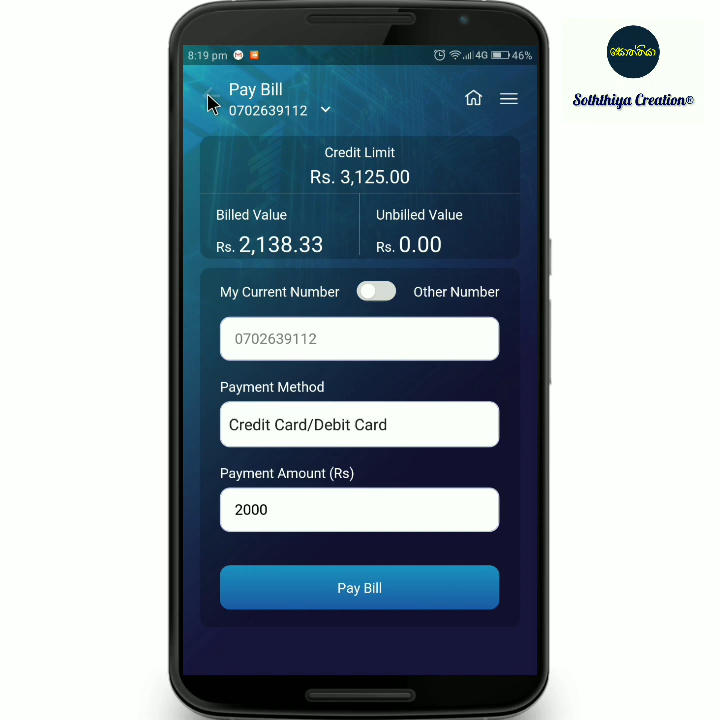 8:19 pm
4G 46%
සොත්තියා
Soththiya Creation®
Pay Bill
0702639112
Credit Limit
Rs. 3,125.00
Billed Value
Unbilled Value
Rs. 2,138.33
Rs. 0.00
My Current Number
Other Number
0702639112
Payment Method
Credit Card/Debit Card
Payment Amount (Rs)
2000
Pay Bill